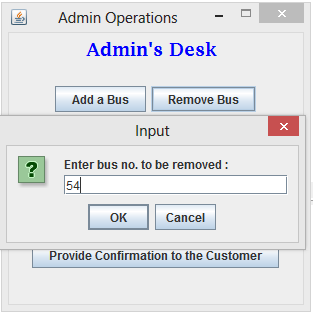 Admin Operations
Admin's Desk
Add a Bus
Remove Bus
Input
Enter bus no. to be removed :
54
OK
Cancel
Provide Confirmation to the Customer